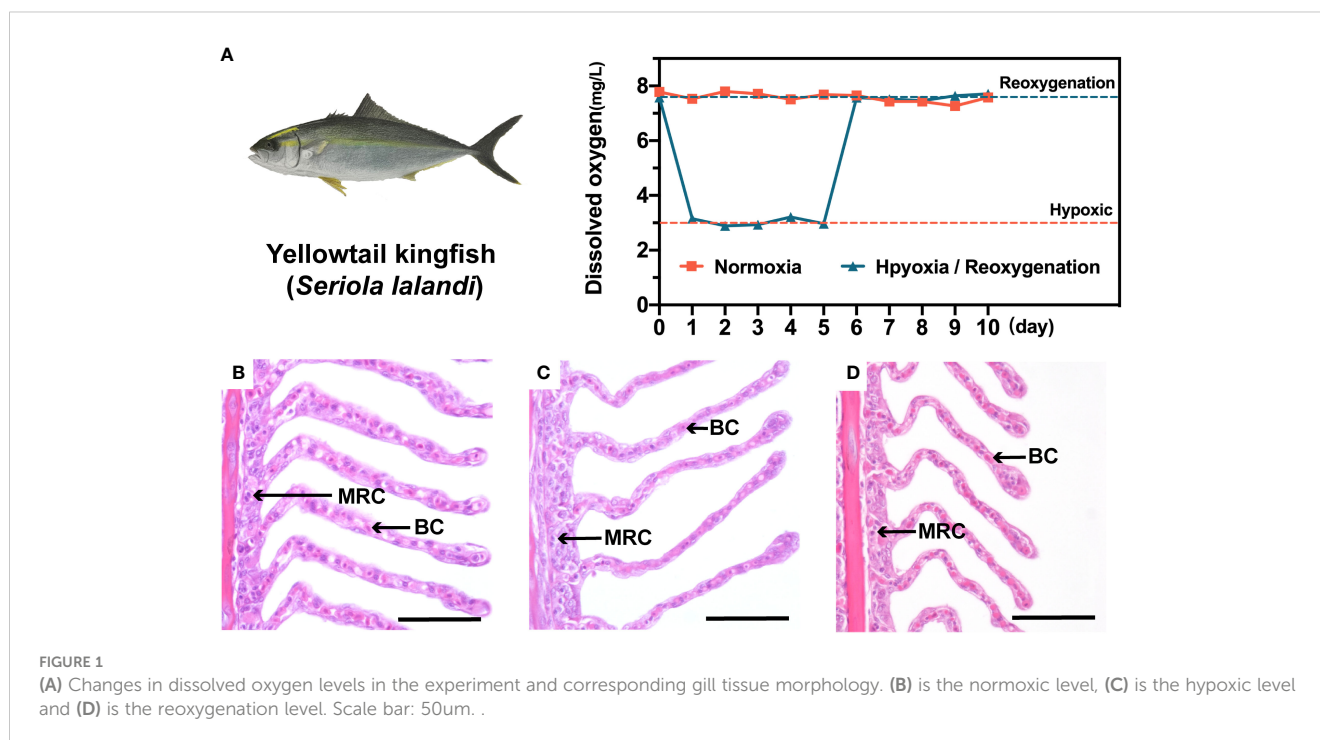 A
Yellowtail kingfish
(Seriola lalandi)
Dissolved oxygen(mg/L)
8
6
4
2
0
Reoxygenation
Hypoxic
Normoxia
Hpyoxia / Reoxygenation
0 1 2 3 4 5 6 7 8 9 10 (day)
B
MRC
BC
C
BC
MRC
D
BC
MRC
FIGURE 1
(A) Changes in dissolved oxygen levels in the experiment and corresponding gill tissue morphology. (B) is the normoxic level, (C) is the hypoxic level
and (D) is the reoxygenation level. Scale bar: 50um. .